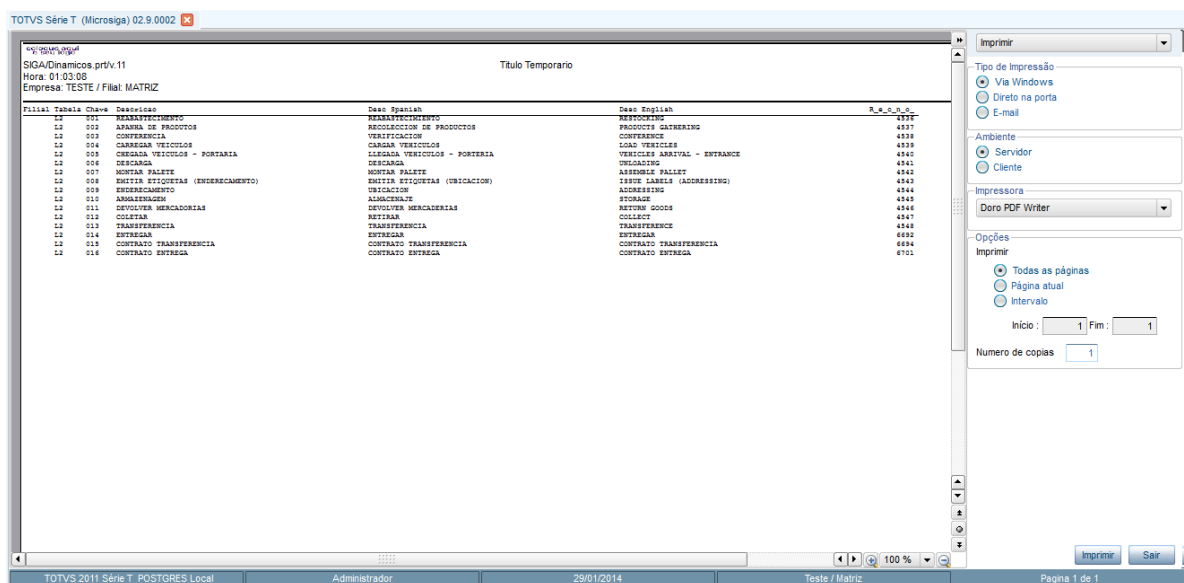 TOTVS Série T (Microsiga) 02.9.0002
coloque aqui
o seu logo
SIGA/Dinamicos.prt/v.11 Titulo Temporario
Hora: 01:03:08
Empresa: TESTE / Filial: MATRIZ
Filial Tabela Chave Descricao Desc Spanish Desc English R_e_c_n_o_
L2 001 REABASTECIMENTO REABASTECIMIENTO RESTOCKING 4536
L2 002 APANHA DE PRODUTOS RECOLECCION DE PRODUCTOS PRODUCTS GATHERING 4537
L2 003 CONFERENCIA VERIFICACION CONFERENCE 4538
L2 004 CARREGAR VEICULOS CARGAR VEHICULOS LOAD VEHICLES 4539
L2 005 CHEGADA VEICULOS - PORTARIA LLEGADA VEHICULOS - PORTERIA VEHICLES ARRIVAL - ENTRANCE 4540
L2 006 DESCARGA DESCARGA UNLOADING 4541
L2 007 MONTAR PALETE MONTAR PALETE ASSEMBLE PALLET 4542
L2 008 EMITIR ETIQUETAS (ENDERECAMENTO) EMITIR ETIQUETAS (UBICACION) ISSUE LABELS (ADDRESSING) 4543
L2 009 ENDERECAMENTO UBICACION ADDRESSING 4544
L2 010 ARMAZENAGEM ALMACENAJE STORAGE 4545
L2 011 DEVOLVER MERCADORIAS DEVOLVER MERCADERIAS RETURN GOODS 4546
L2 012 COLETAR RETIRAR COLLECT 4547
L2 013 TRANSFERENCIA TRANSFERENCIA TRANSFERENCE 4548
L2 014 ENTREGAR ENTREGAR ENTREGAR 6692
L2 015 CONTRATO TRANSFERENCIA CONTRATO TRANSFERENCIA CONTRATO TRANSFERENCIA 6694
L2 016 CONTRATO ENTREGA CONTRATO ENTREGA CONTRATO ENTREGA 6701
Imprimir
Tipo de Impressão
Via Windows
Direto na porta
E-mail
Ambiente
Servidor
Cliente
Impressora
Doro PDF Writer
Opções
Imprimir
Todas as páginas
Página atual
Intervalo
Início : 1 Fim : 1
Numero de copias 1
Imprimir Sair
100 %
TOTVS 2011 Série T POSTGRES Local Administrador 29/01/2014 Teste / Matriz Pagina 1 de 1